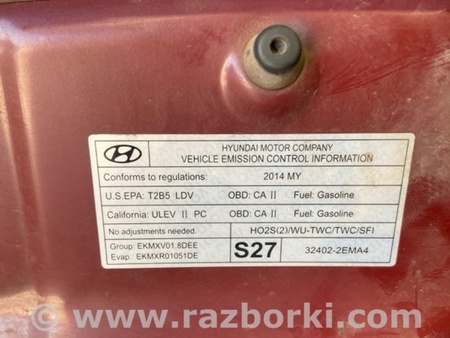 HYUNDAI MOTOR COMPANY
VEHICLE EMISSION CONTROL INFORMATION
Conforms to regulations: 2014 MY
U.S.EPA: T2B5 LDV OBD: CA II Fuel: Gasoline
California: ULEV II PC OBD: CA II Fuel: Gasoline
No adjustments needed. HO2S(2)/WU-TWC/TWC/SFI
Group: EKMXV01.8DEE
Evap: EKMXR01051DE
S27 32402-2EMA4
www.razborki.com